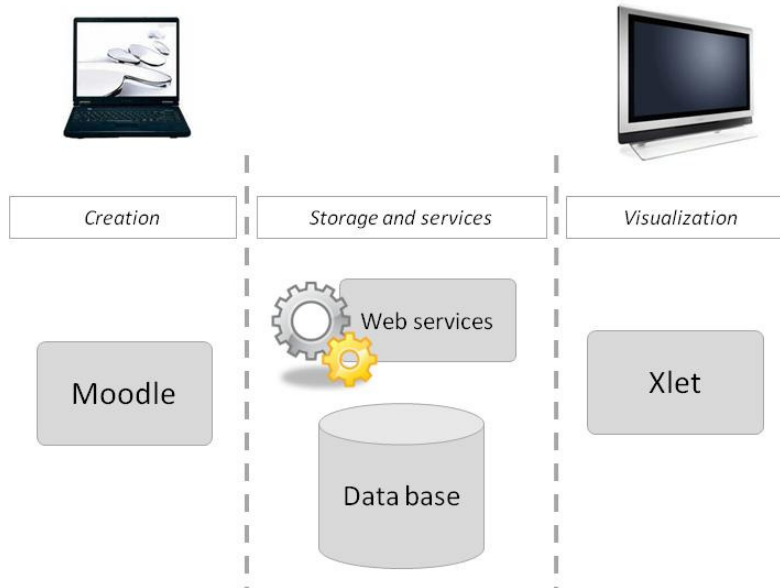 Creation
Storage and services
Visualization
Web services
Moodle
Xlet
Data base